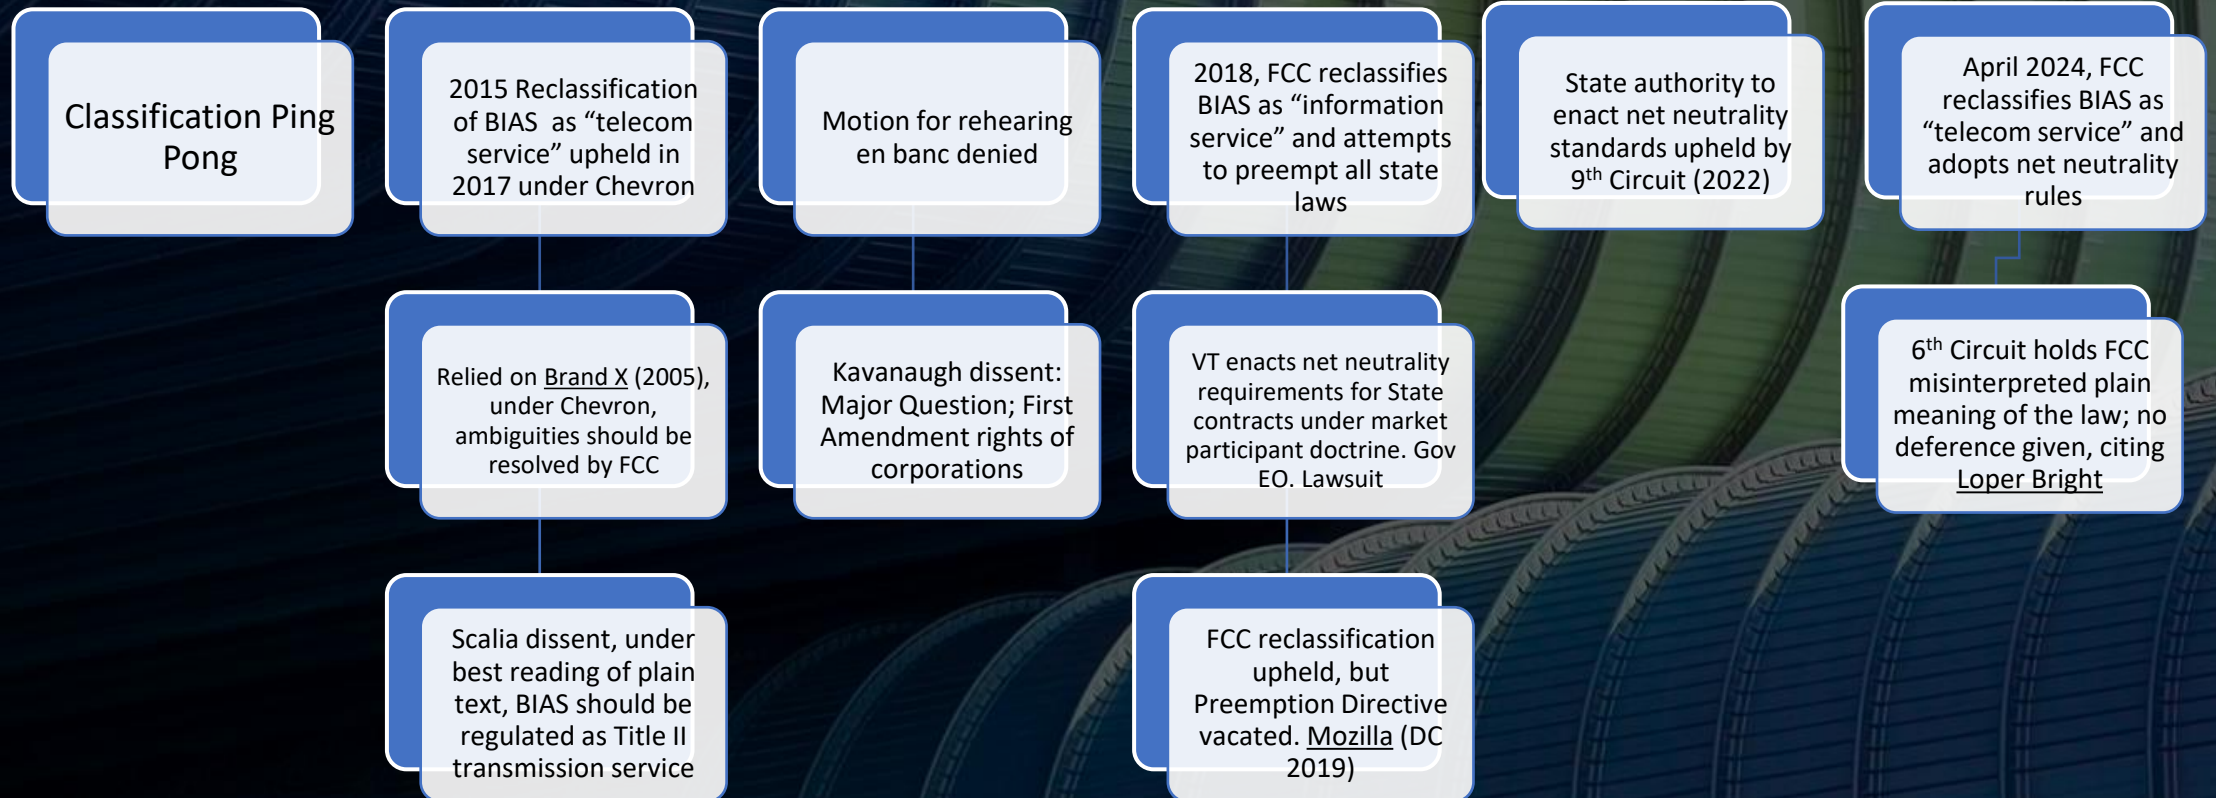 Classification Ping
Pong
2015 Reclassification
of BIAS as “telecom
service” upheld in
2017 under Chevron
Relied on Brand X (2005),
under Chevron,
ambiguities should be
resolved by FCC
Scalia dissent, under
best reading of plain
text, BIAS should be
regulated as Title II
transmission service
Motion for rehearing
en banc denied
Kavanaugh dissent:
Major Question; First
Amendment rights of
corporations
2018, FCC reclassifies
BIAS as “information
service” and attempts
to preempt all state
laws
VT enacts net neutrality
requirements for State
contracts under market
participant doctrine. Gov
EO. Lawsuit
FCC reclassification
upheld, but
Preemption Directive
vacated. Mozilla (DC
2019)
State authority to
enact net neutrality
standards upheld by
9th Circuit (2022)
April 2024, FCC
reclassifies BIAS as
“telecom service” and
adopts net neutrality
rules
6th Circuit holds FCC
misinterpreted plain
meaning of the law; no
deference given, citing
Loper Bright